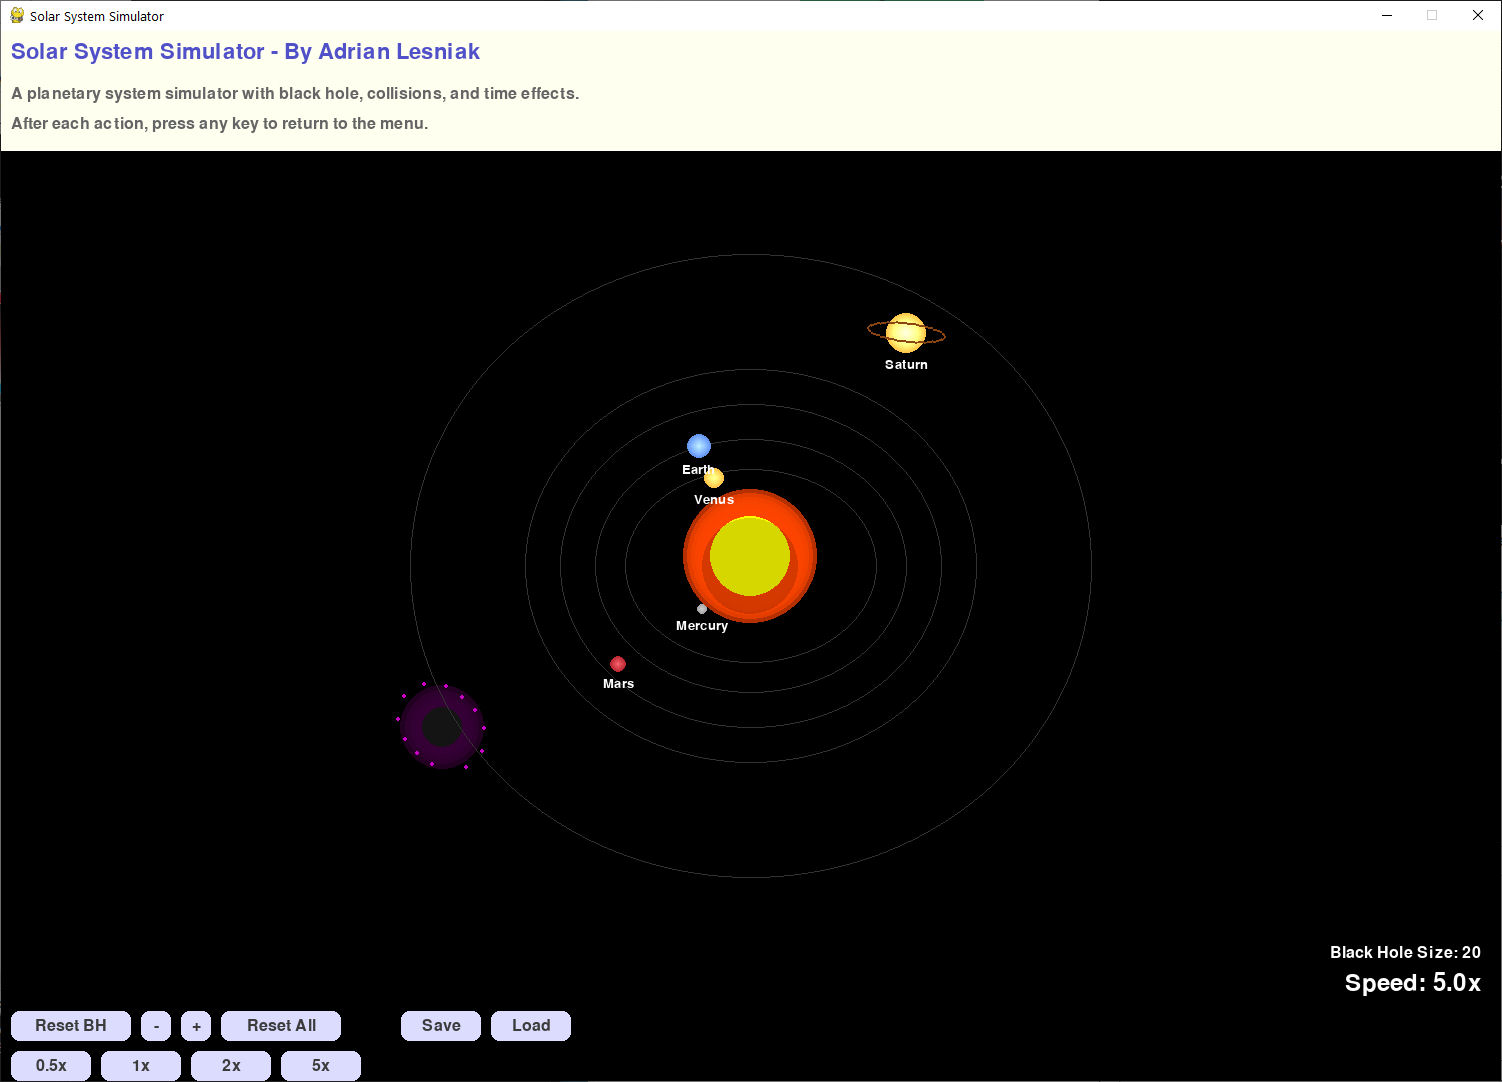 Solar System Simulator
Solar System Simulator - By Adrian Lesniak
A planetary system simulator with black hole, collisions, and time effects.
After each action, press any key to return to the menu.
Saturn
Earth
Venus
Mercury
Mars
Black Hole Size: 20
Speed: 5.0x
Reset BH - + Reset All Save Load
0.5x 1x 2x 5x